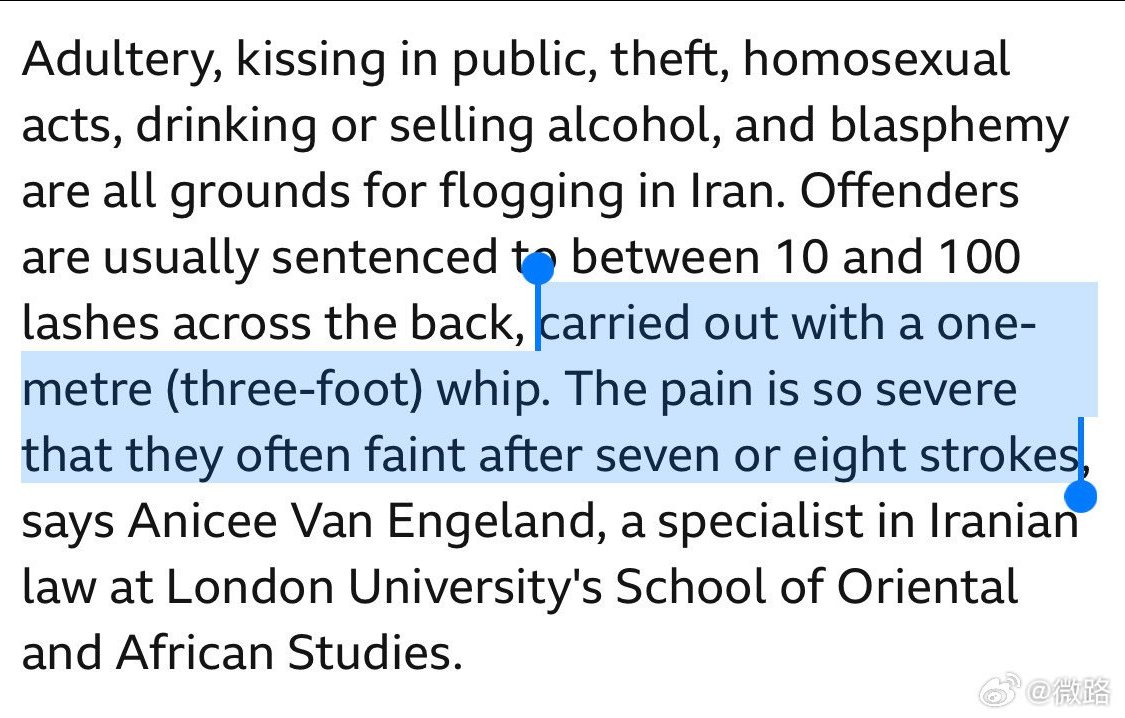 Adultery, kissing in public, theft, homosexual
acts, drinking or selling alcohol, and blasphemy
are all grounds for flogging in Iran. Offenders
are usually sentenced to between 10 and 100
lashes across the back, carried out with a one-
metre (three-foot) whip. The pain is so severe
that they often faint after seven or eight strokes,
says Anicee Van Engeland, a specialist in Iranian
law at London University's School of Oriental
and African Studies.
@微路